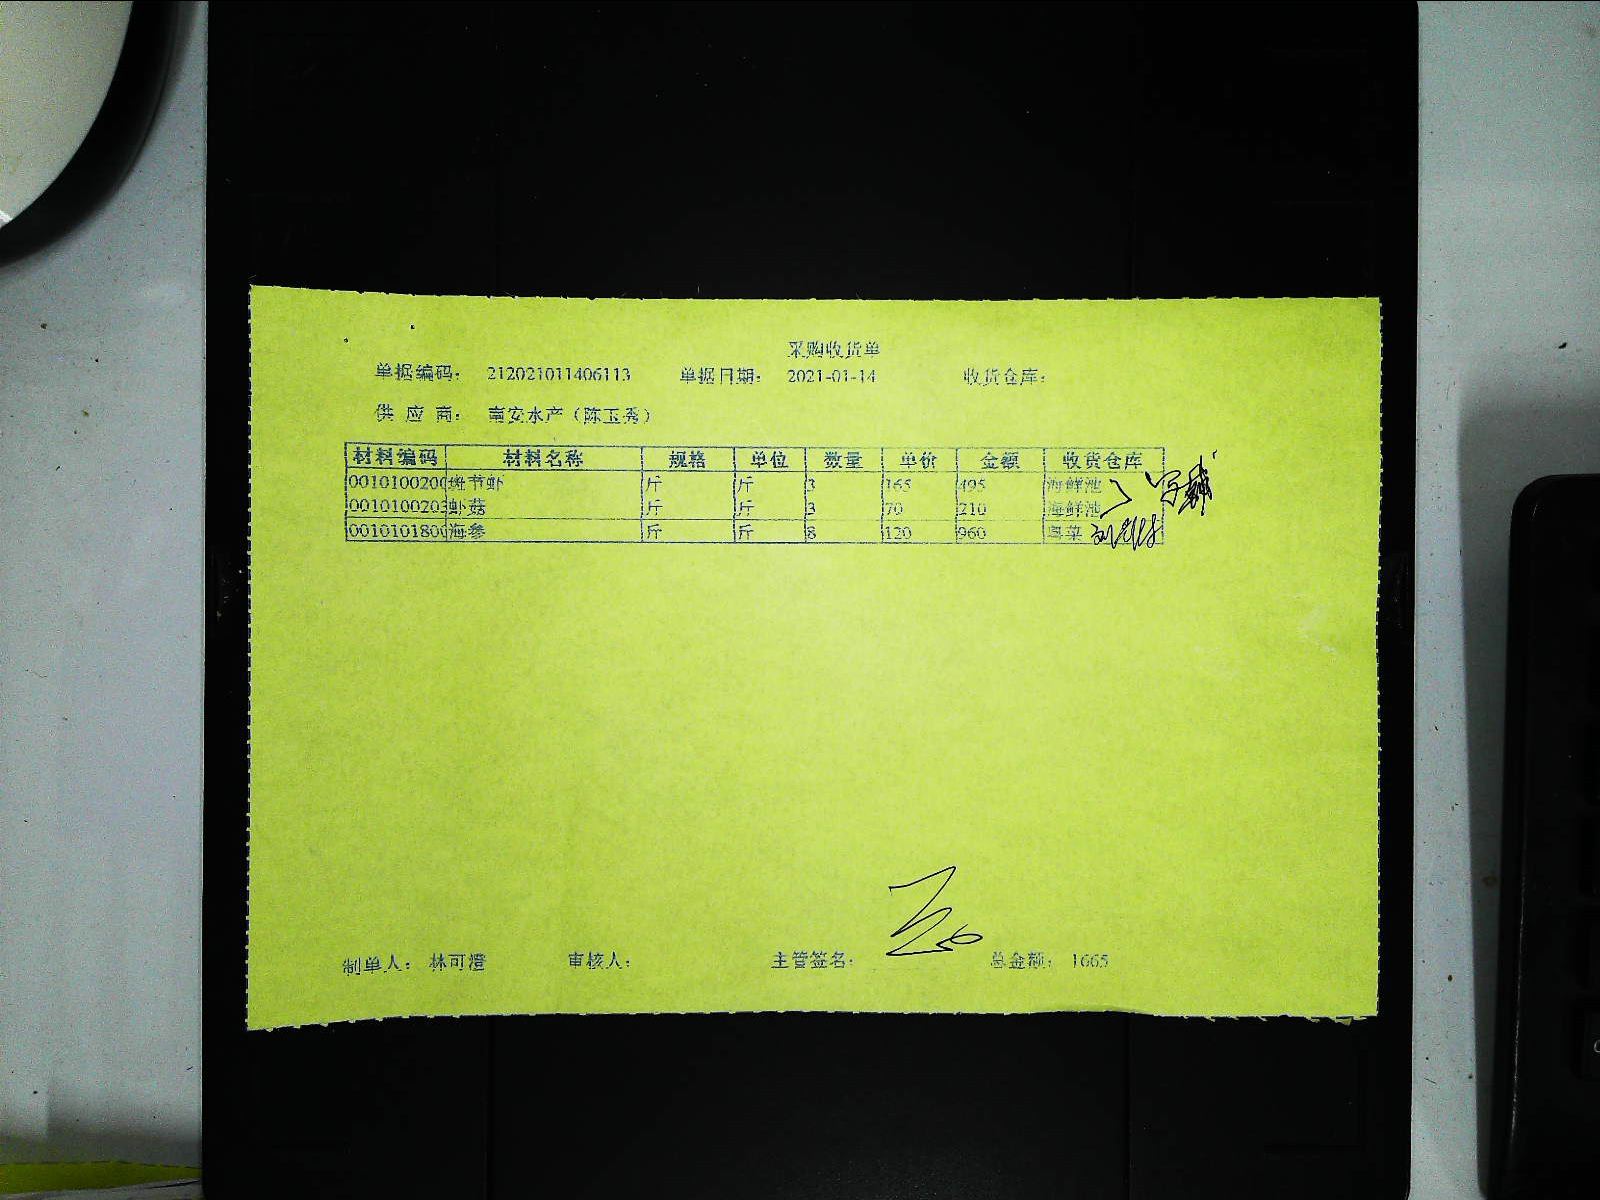 采购收货单
单据编码： 212021011406113 单据日期： 2021-01-14 收货仓库：
供 应 商： 南安水产（陈玉秀）
材料编码 材料名称 规格 单位 数量 单价 金额 收货仓库
0010100200 斑节虾 斤 斤 3 165 495 海鲜池
0010100203 虾菇 斤 斤 3 70 210 海鲜池
0010101800 海参 斤 斤 8 120 960 粤菜
制单人： 林可澄 审核人： 主管签名： 总金额： 1665